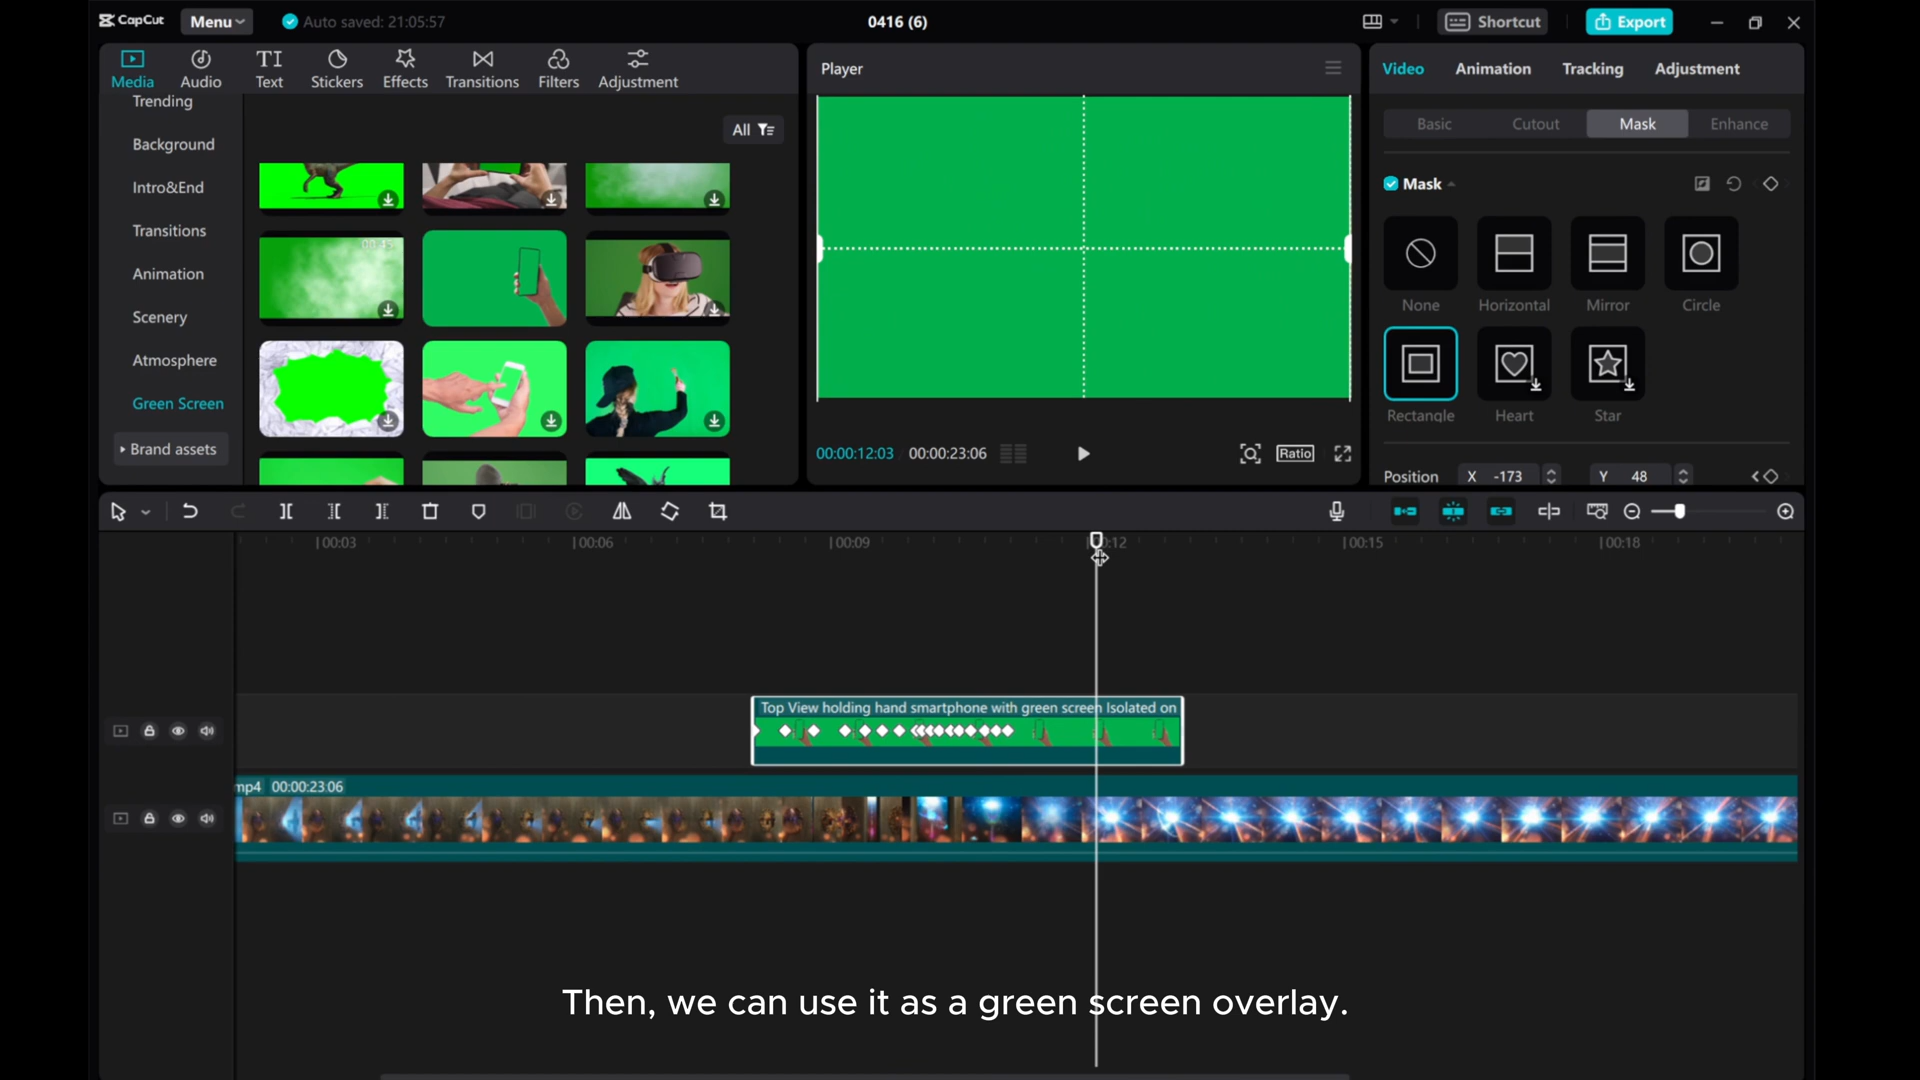 CapCut
Menu
Auto saved: 21:05:57
0416 (6)
Shortcut
Export
Media
Audio
Text
Stickers
Effects
Transitions
Filters
Adjustment
Trending
Background
Intro&End
Transitions
Animation
Scenery
Atmosphere
Green Screen
Brand assets
All
00:45
Player
00:00:12:03
00:00:23:06
Ratio
Video
Animation
Tracking
Adjustment
Basic
Cutout
Mask
Enhance
Mask
None
Horizontal
Mirror
Circle
Rectangle
Heart
Star
Position
X -173
Y 48
00:03
00:06
00:09
00:12
00:15
00:18
Top View holding hand smartphone with green screen Isolated on
mp4 00:00:23:06
Then, we can use it as a green screen overlay.